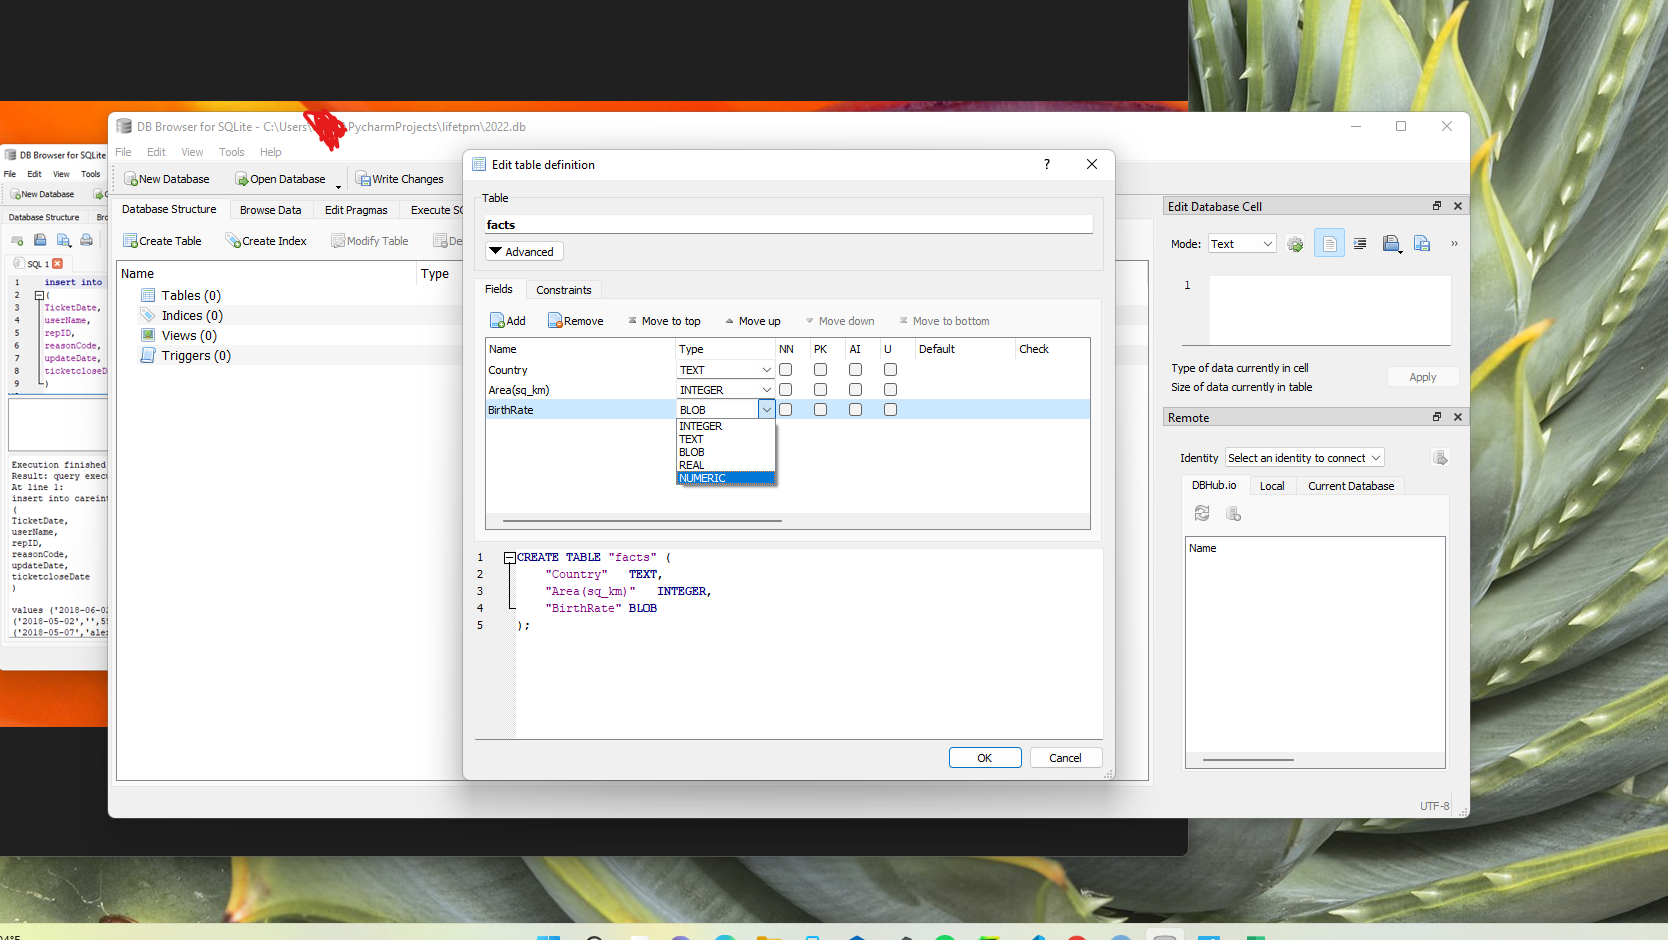 DB Browser for SQLite - C:\Users\ PycharmProjects\lifetpm\2022.db
File Edit View Tools Help
New Database Open Database Write Changes
Database Structure Browse Data Edit Pragmas Execute SQ
Create Table Create Index Modify Table De
Name Type
Tables (0)
Indices (0)
Views (0)
Triggers (0)
DB Browser for SQLite
File Edit View Tools
New Database
Database Structure Bro
SQL 1
1 insert into
2 (
3 TicketDate,
4 userName,
5 repID,
6 reasonCode,
7 updateDate,
8 ticketcloseD
9 )
Execution finished
Result: query execu
At line 1:
insert into careint
(
TicketDate,
userName,
repID,
reasonCode,
updateDate,
ticketcloseDate
)
values ('2018-06-02
('2018-05-02','',55
('2018-05-07','ale
Edit table definition ?
Table
facts
Advanced
Fields Constraints
Add Remove Move to top Move up Move down Move to bottom
Name Type NN PK AI U Default Check
Country TEXT
Area(sq_km) INTEGER
BirthRate BLOB
INTEGER
TEXT
BLOB
REAL
NUMERIC
1 CREATE TABLE "facts" (
2 "Country" TEXT,
3 "Area(sq_km)" INTEGER,
4 "BirthRate" BLOB
5 );
OK Cancel
Edit Database Cell
Mode: Text
1
Type of data currently in cell
Size of data currently in table
Apply
Remote
Identity Select an identity to connect
DBHub.io Local Current Database
Name
UTF-8